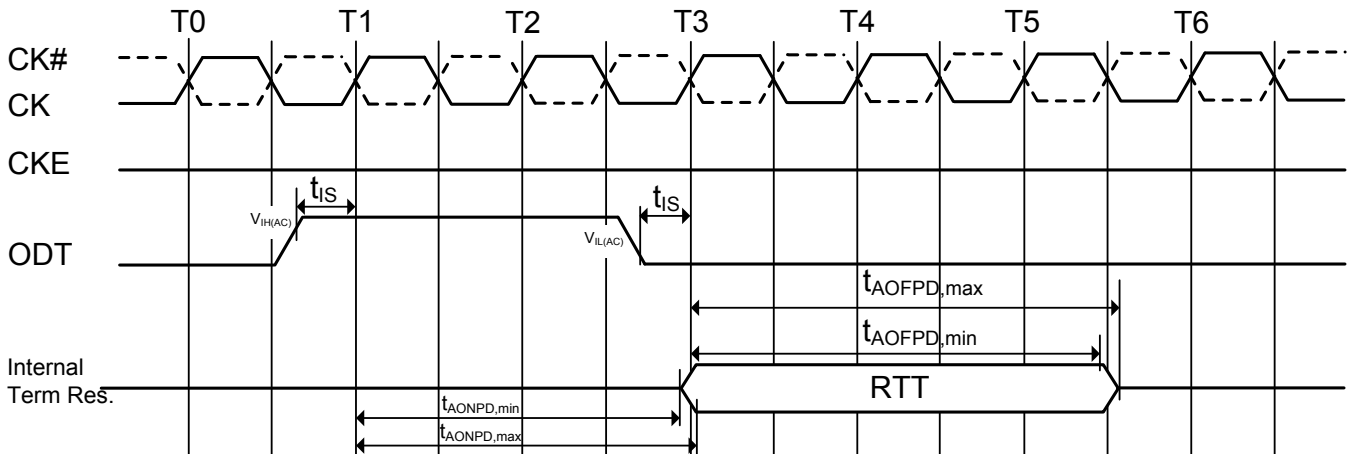 T0 T1 T2 T3 T4 T5 T6
CK#
CK
CKE
tIS
tIS
VIH(AC)
VIL(AC)
ODT
tAOFPD,max
tAOFPD,min
Internal
Term Res.
RTT
tAONPD,min
tAONPD,max